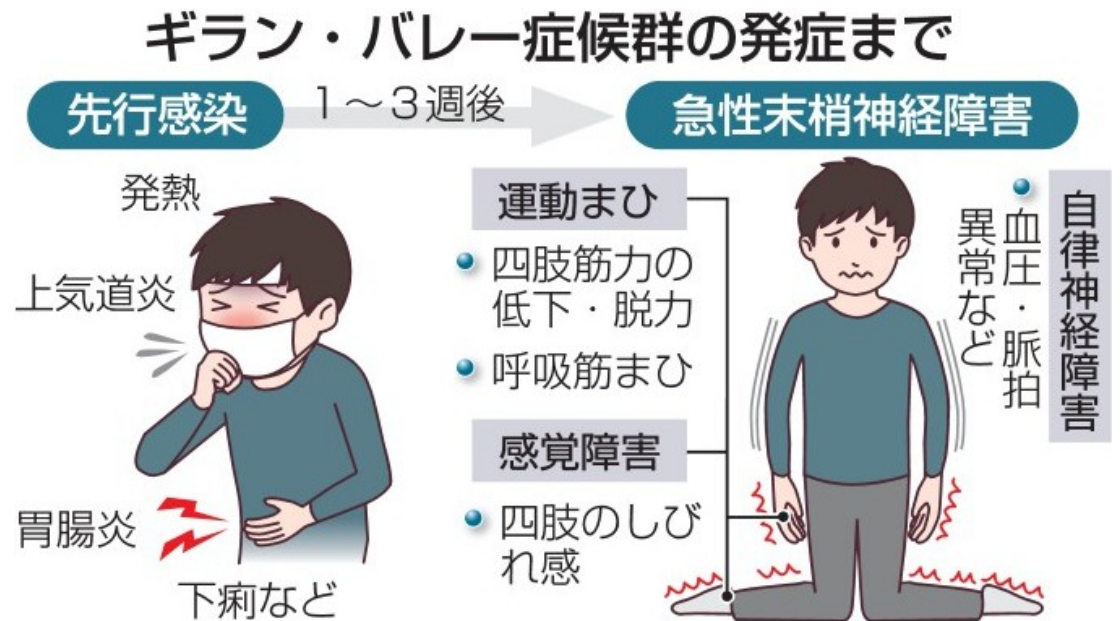 ギラン・バレー症候群の発症まで
先行感染
1～3週後
急性末梢神経障害
発熱
上気道炎
胃腸炎
下痢など
運動まひ
四肢筋力の
低下・脱力
呼吸筋まひ
感覚障害
四肢のしび
れ感
自律神経障害
血圧・脈拍
異常など